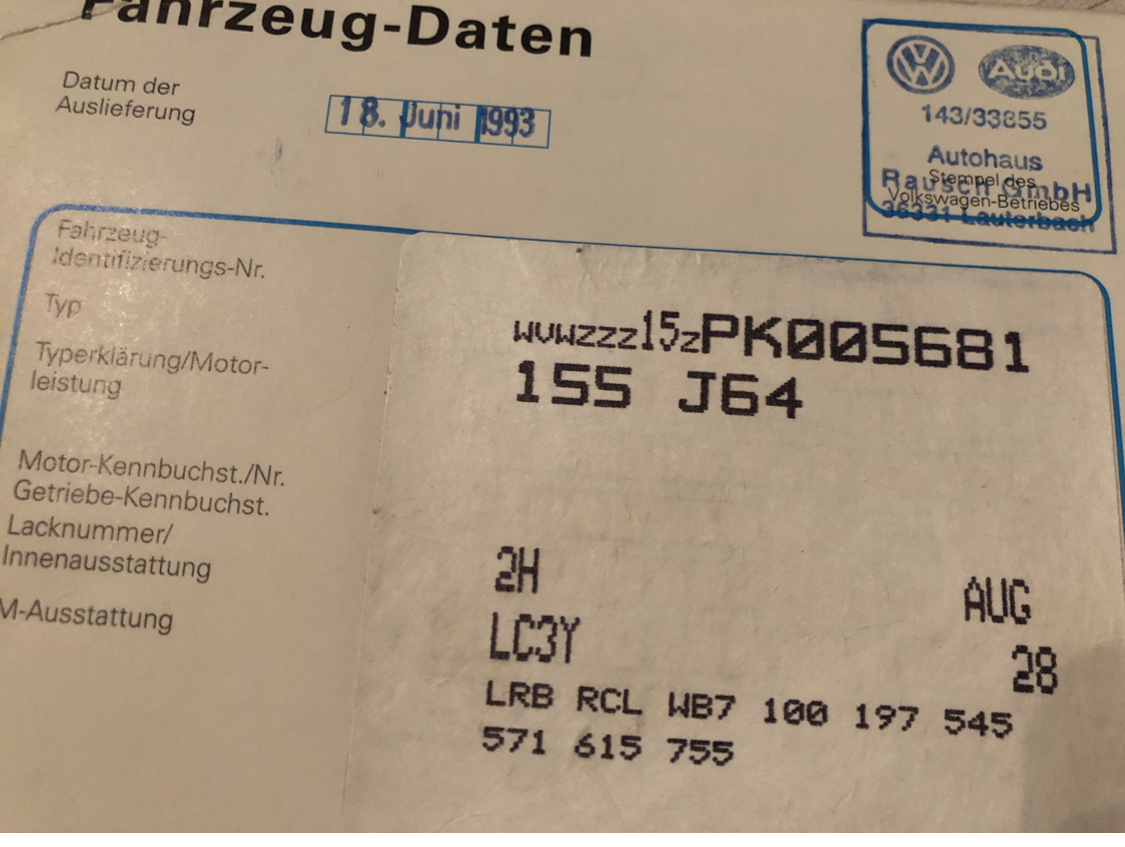 Fahrzeug-Daten
Datum der
Auslieferung
18. Juni 1993
VW Audi
143/33855
Autohaus
Rausch GmbH
Stempel des
Volkswagen-Betriebes
36331 Lauterbach
Fahrzeug-
Identifizierungs-Nr.
WVWZZZ15ZPK005681
Typ
155 J64
Typerklärung/Motor-
leistung
Motor-Kennbuchst./Nr.
Getriebe-Kennbuchst.
2H AUG
Lacknummer/
Innenausstattung
LC3Y 28
M-Ausstattung
LRB RCL WB7 100 197 545
571 615 755